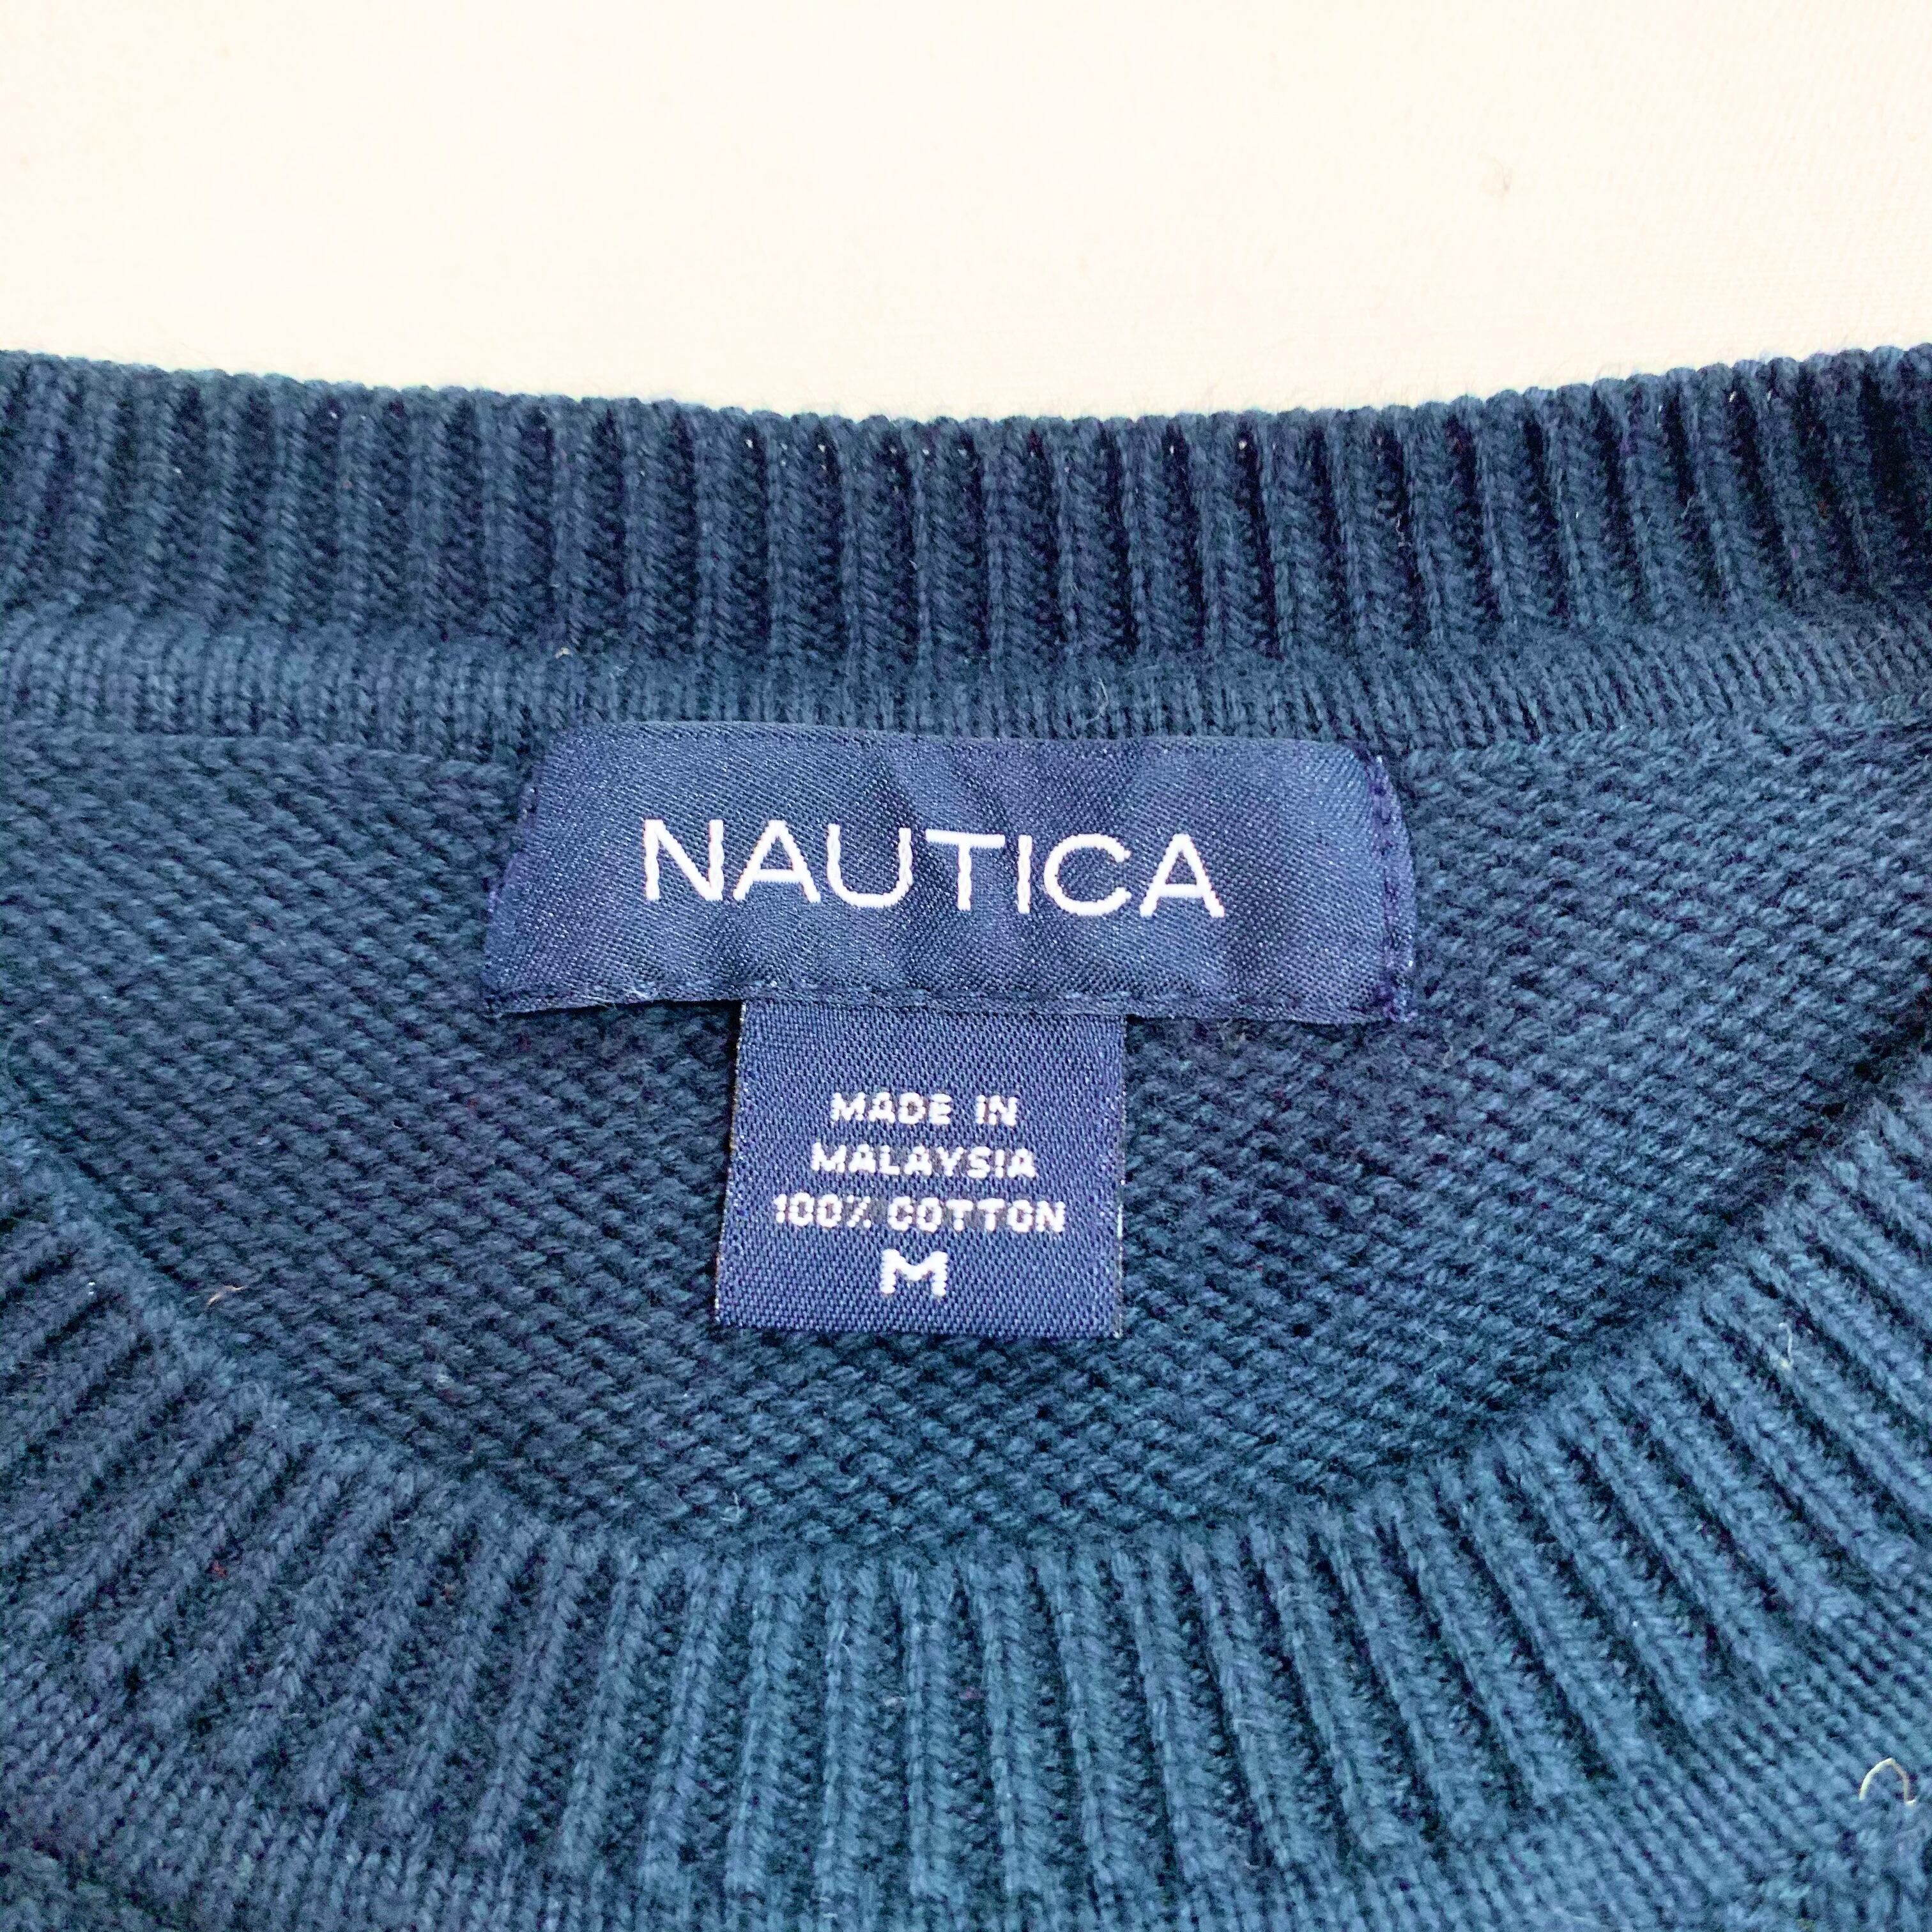 NAUTICA
MADE IN
MALAYSIA
100% COTTON
M